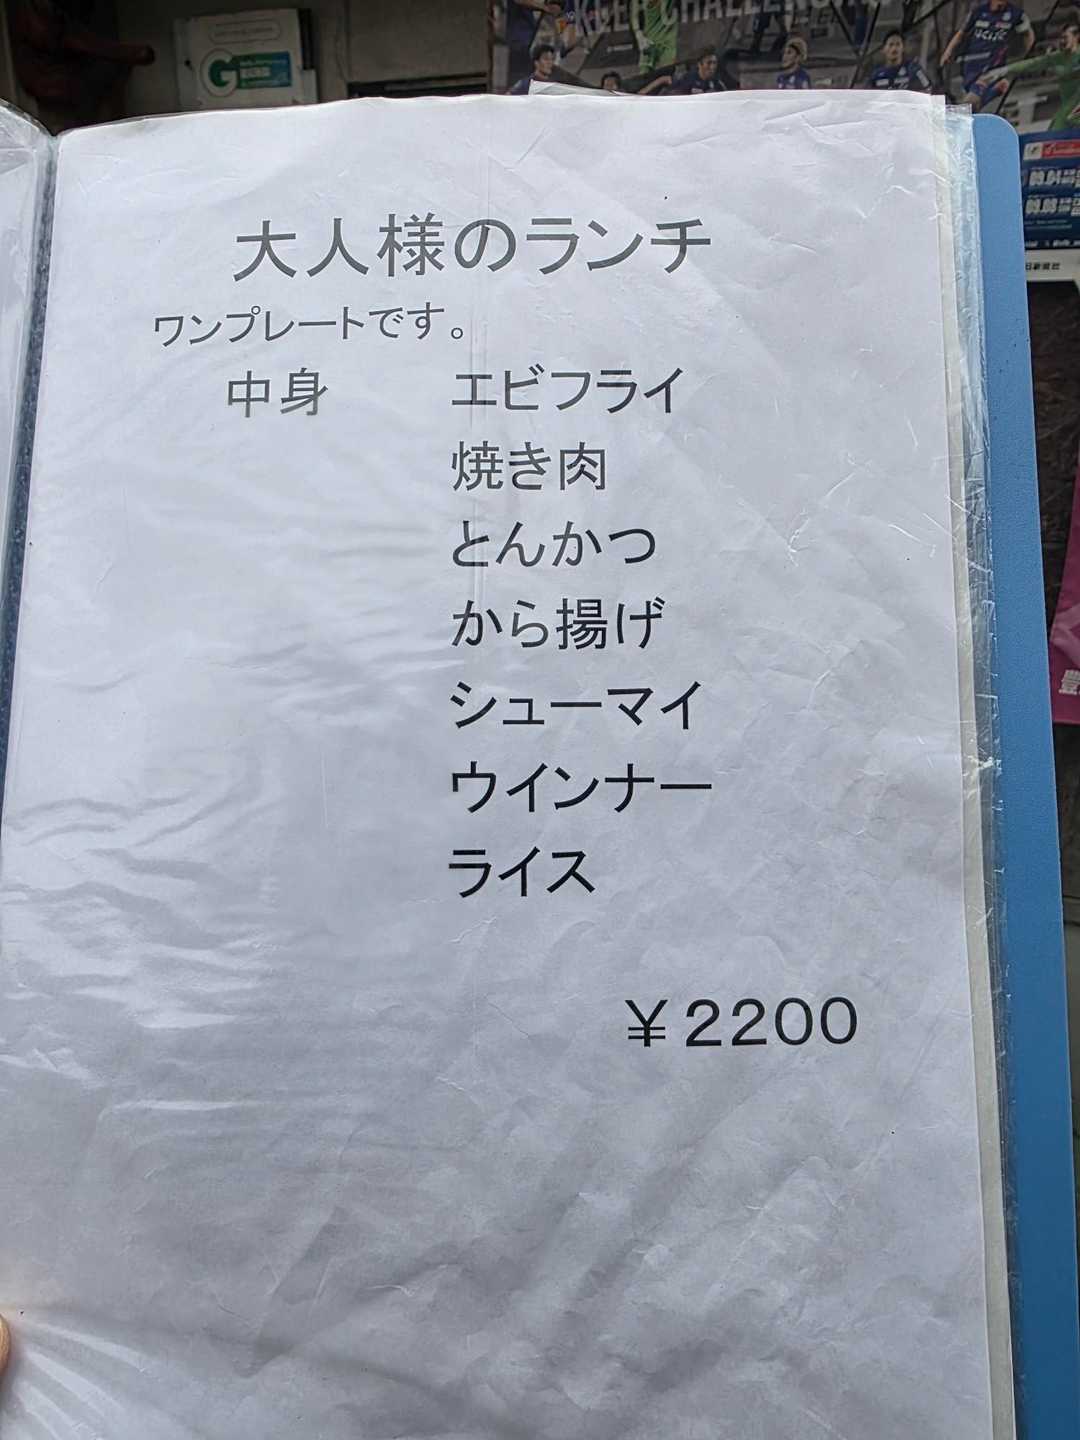 KGER CHALLENG
G
大人様のランチ
ワンプレートです。
中身 エビフライ
焼き肉
とんかつ
から揚げ
シューマイ
ウインナー
ライス
￥2200